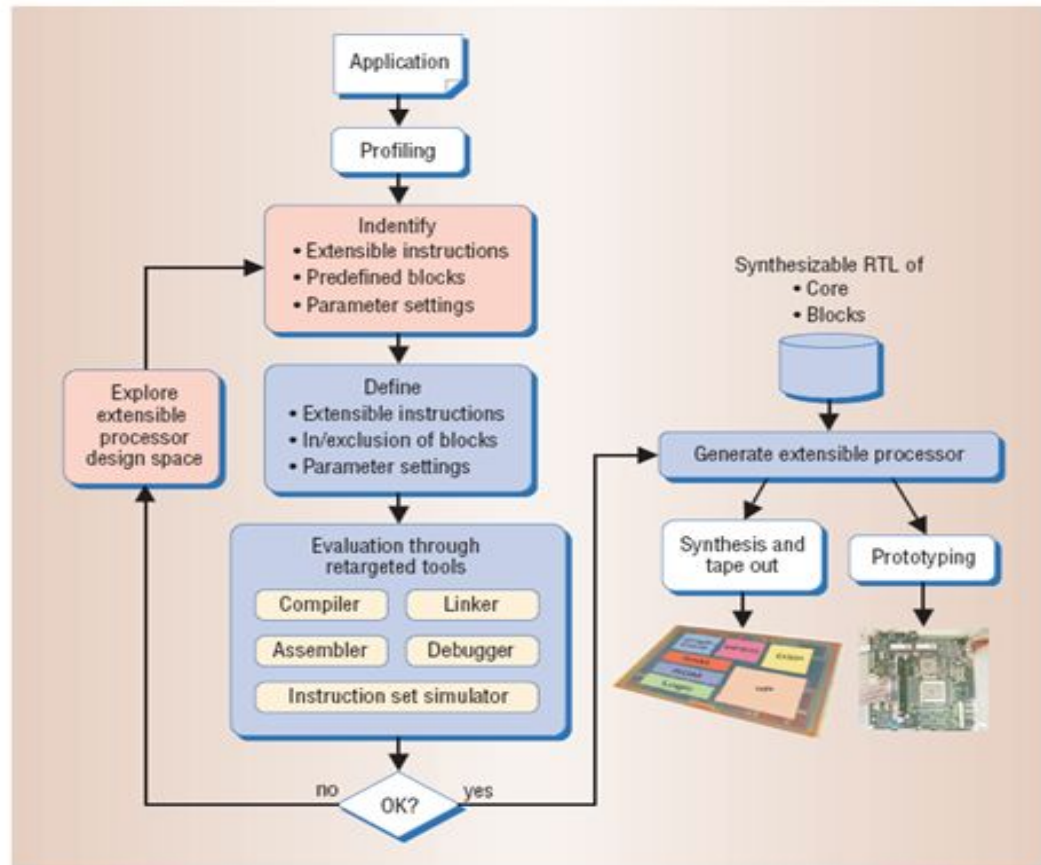 Application
Profiling
Indentify
• Extensible instructions
• Predefined blocks
• Parameter settings
Explore
extensible
processor
design space
Define
• Extensible instructions
• In/exclusion of blocks
• Parameter settings
Evaluation through
retargeted tools
Compiler
Linker
Assembler
Debugger
Instruction set simulator
no
OK?
yes
Synthesizable RTL of
• Core
• Blocks
Generate extensible processor
Synthesis and
tape out
Prototyping